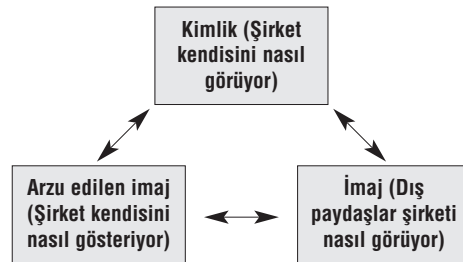 Kimlik (Şirket
kendisini nasıl
görüyor)
Arzu edilen imaj
(Şirket kendisini
nasıl gösteriyor)
İmaj (Dış
paydaşlar şirketi
nasıl görüyor)